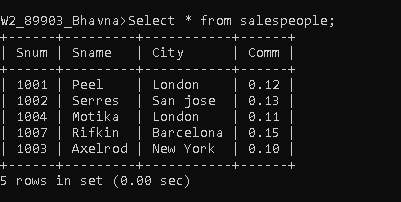 W2_89903_Bhavna>Select * from salespeople;
+------+---------+-----------+------+
| Snum | Sname   | City      | Comm |
+------+---------+-----------+------+
| 1001 | Peel    | London    | 0.12 |
| 1002 | Serres  | San jose  | 0.13 |
| 1004 | Motika  | London    | 0.11 |
| 1007 | Rifkin  | Barcelona | 0.15 |
| 1003 | Axelrod | New York  | 0.10 |
+------+---------+-----------+------+
5 rows in set (0.00 sec)